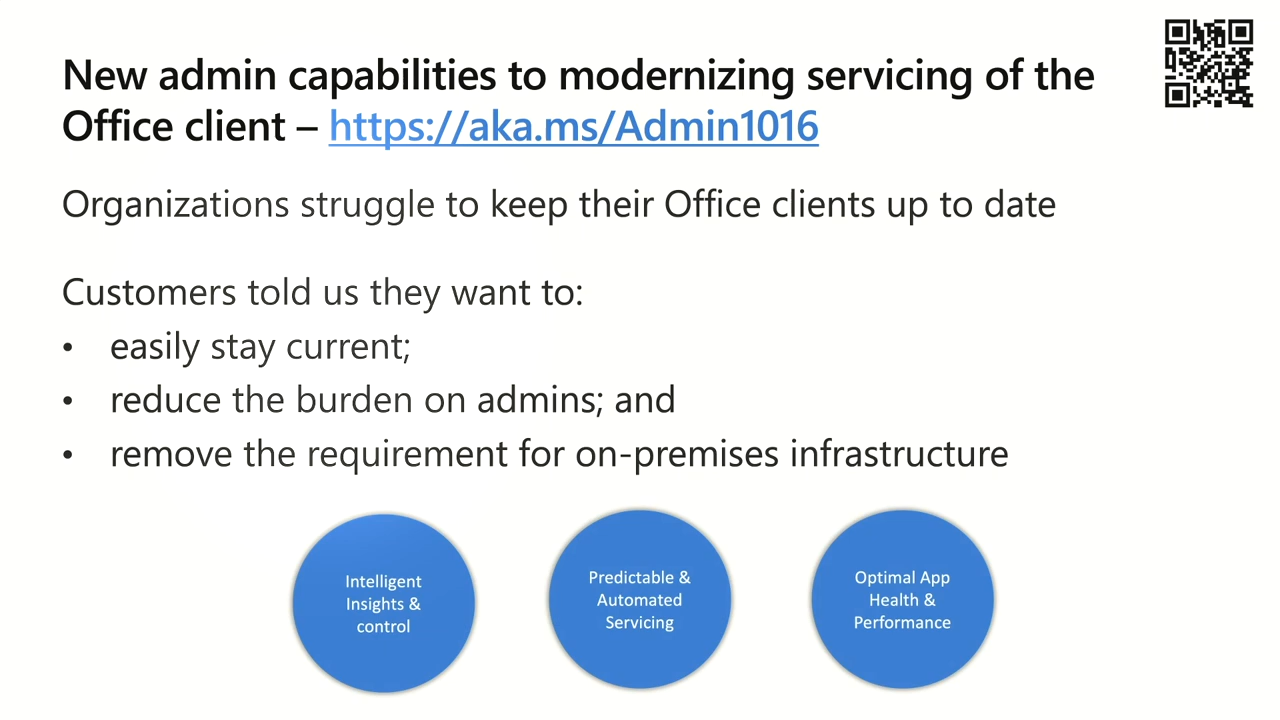 New admin capabilities to modernizing servicing of the
Office client – https://aka.ms/Admin1016
Organizations struggle to keep their Office clients up to date
Customers told us they want to:
• easily stay current;
• reduce the burden on admins; and
• remove the requirement for on-premises infrastructure
Intelligent
Insights &
control
Predictable &
Automated
Servicing
Optimal App
Health &
Performance